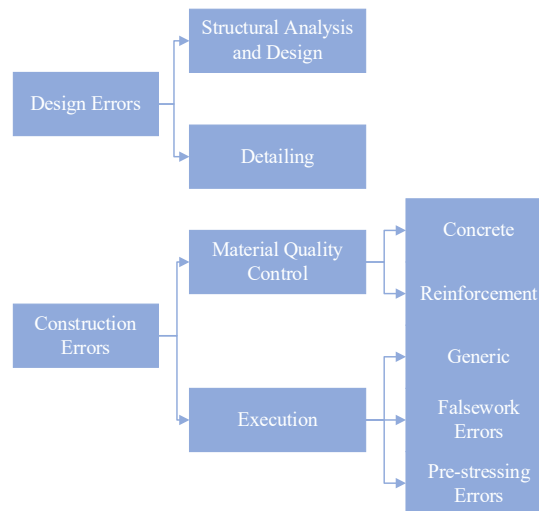 Structural Analysis
and Design
Design Errors
Detailing
Concrete
Material Quality
Control
Reinforcement
Construction
Errors
Generic
Execution
Falsework
Errors
Pre-stressing
Errors